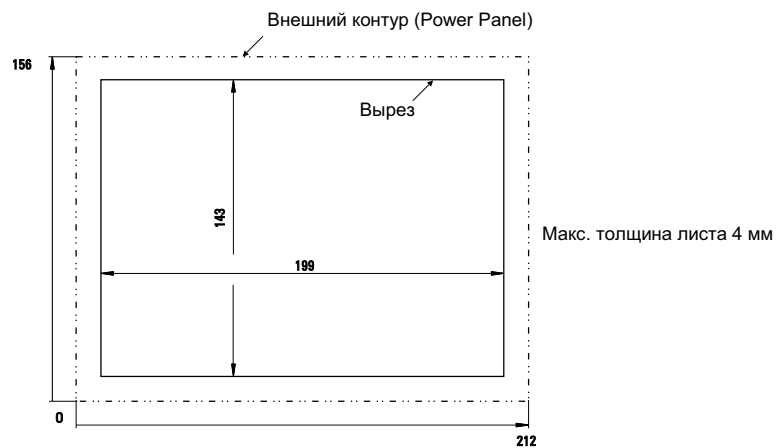 Внешний контур (Power Panel)
156
Вырез
143
Макс. толщина листа 4 мм
199
0
212